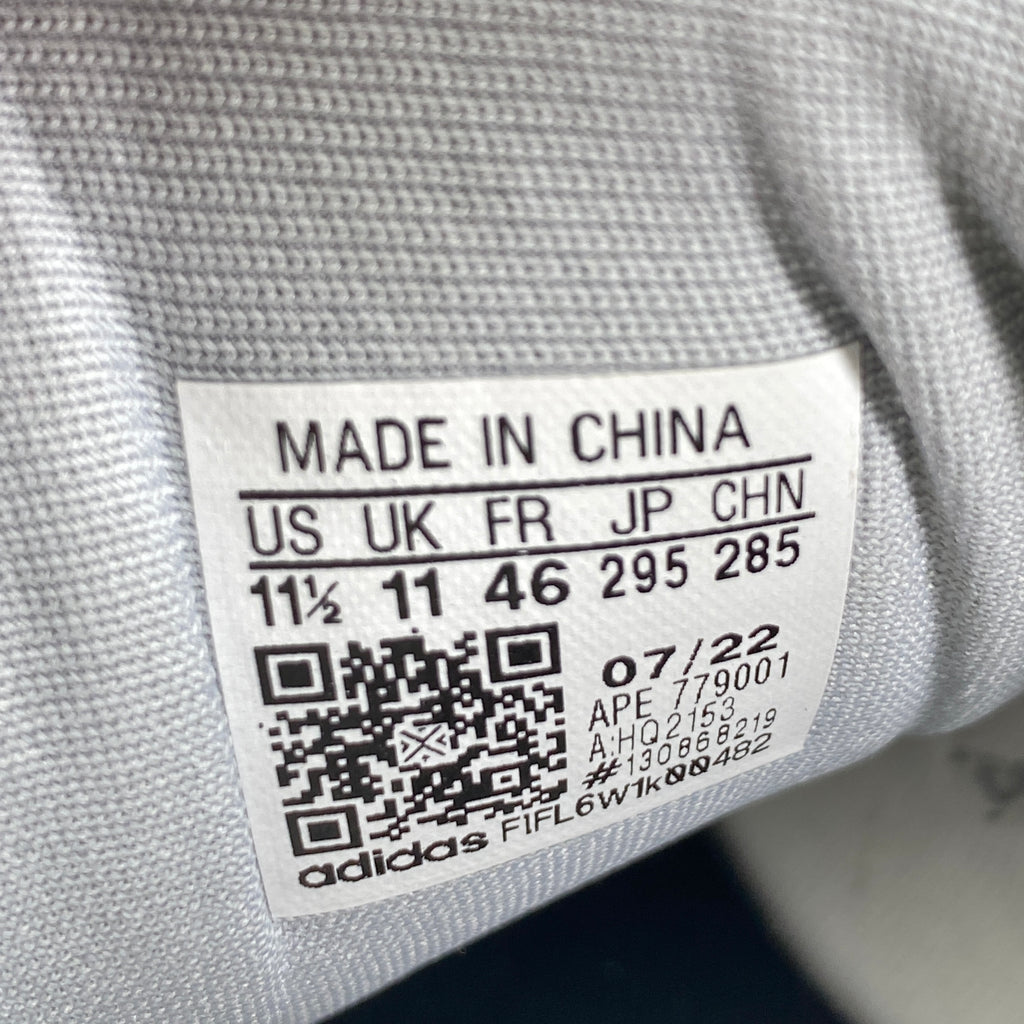 MADE IN CHINA
US UK FR JP CHN
11½ 11 46 295 285
07/22
APE 779001
A:HQ2153
#130868219
adidas F1FL6W1k00482